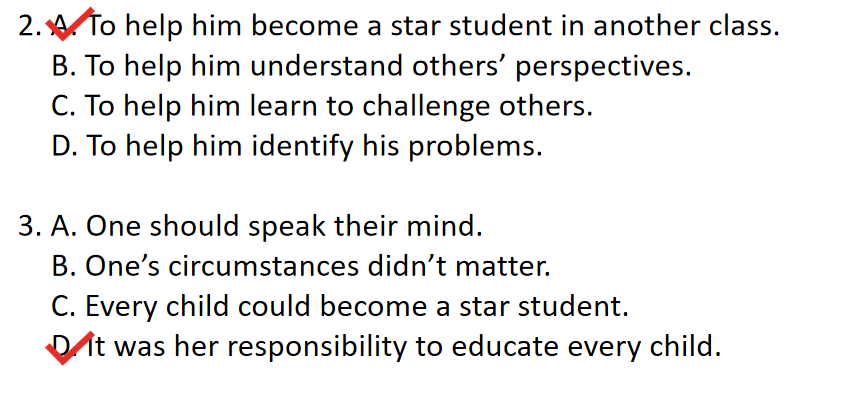 2. A. To help him become a star student in another class.
B. To help him understand others’ perspectives.
C. To help him learn to challenge others.
D. To help him identify his problems.
3. A. One should speak their mind.
B. One’s circumstances didn’t matter.
C. Every child could become a star student.
D. It was her responsibility to educate every child.